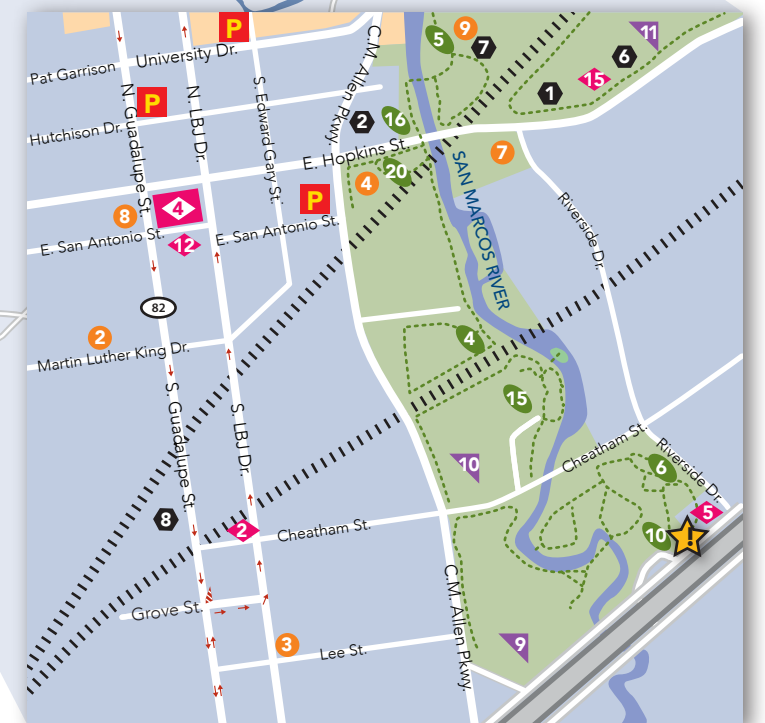 P
9
5
7
11
6
15
1
Pat Garrison
University Dr.
C.M. Allen Pkwy.
P
N. Guadalupe St.
N. LBJ Dr.
S Edward Gary St.
Hutchison Dr.
2
16
E. Hopkins St.
7
20
4
SAN MARCOS RIVER
P
4
8
Riverside Dr.
E. San Antonio St.
12
E. San Antonio St.
82
2
Martin Luther King Dr.
4
15
S. Guadalupe St.
S. LBJ Dr.
10
Cheatham St.
Riverside Dr.
6
8
2
Cheatham St.
5
10
!
C.M. Allen Pkwy.
Grove St.
3
Lee St.
9